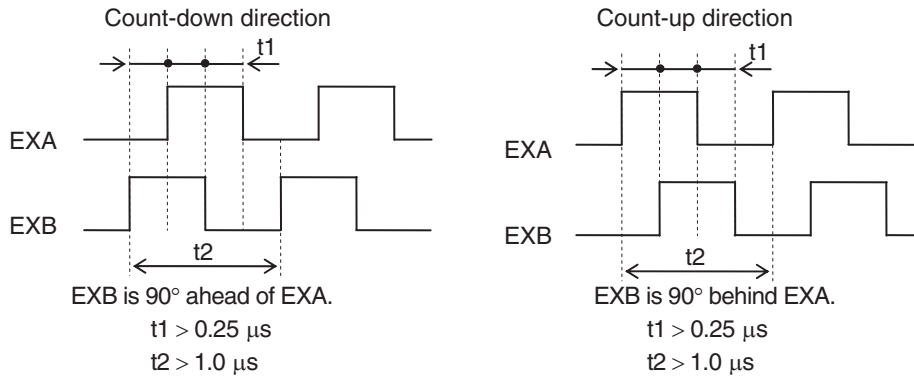 Count-down direction
t1
EXA
EXB
t2
EXB is 90° ahead of EXA.
t1 > 0.25 μs
t2 > 1.0 μs
Count-up direction
t1
EXA
EXB
t2
EXB is 90° behind EXA.
t1 > 0.25 μs
t2 > 1.0 μs